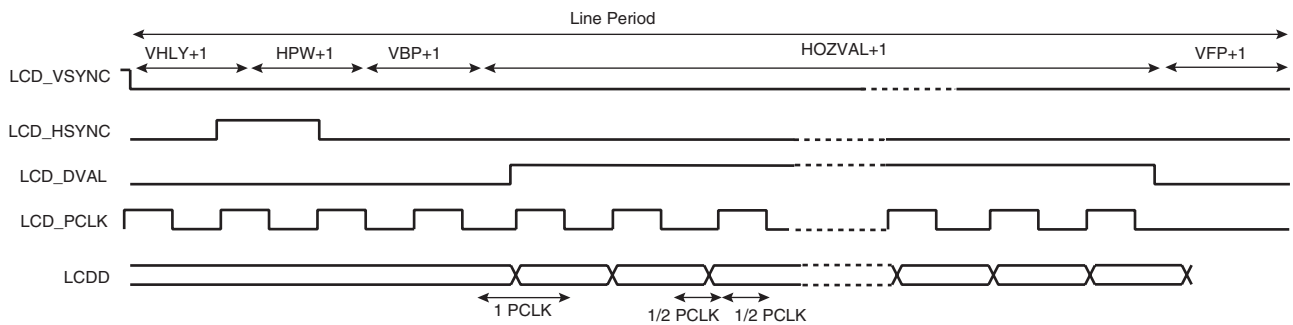 Line Period
VHLY+1 HPW+1 VBP+1 HOZVAL+1 VFP+1
LCD_VSYNC
LCD_HSYNC
LCD_DVAL
LCD_PCLK
LCDD
1 PCLK 1/2 PCLK 1/2 PCLK